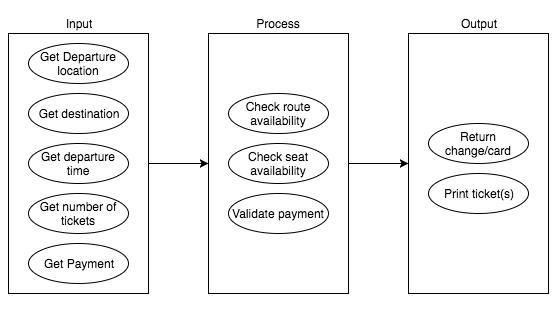 Input
Process
Output
Get Departure
location
Get destination
Get departure
time
Get number of
tickets
Get Payment
Check route
availability
Check seat
availability
Validate payment
Return
change/card
Print ticket(s)